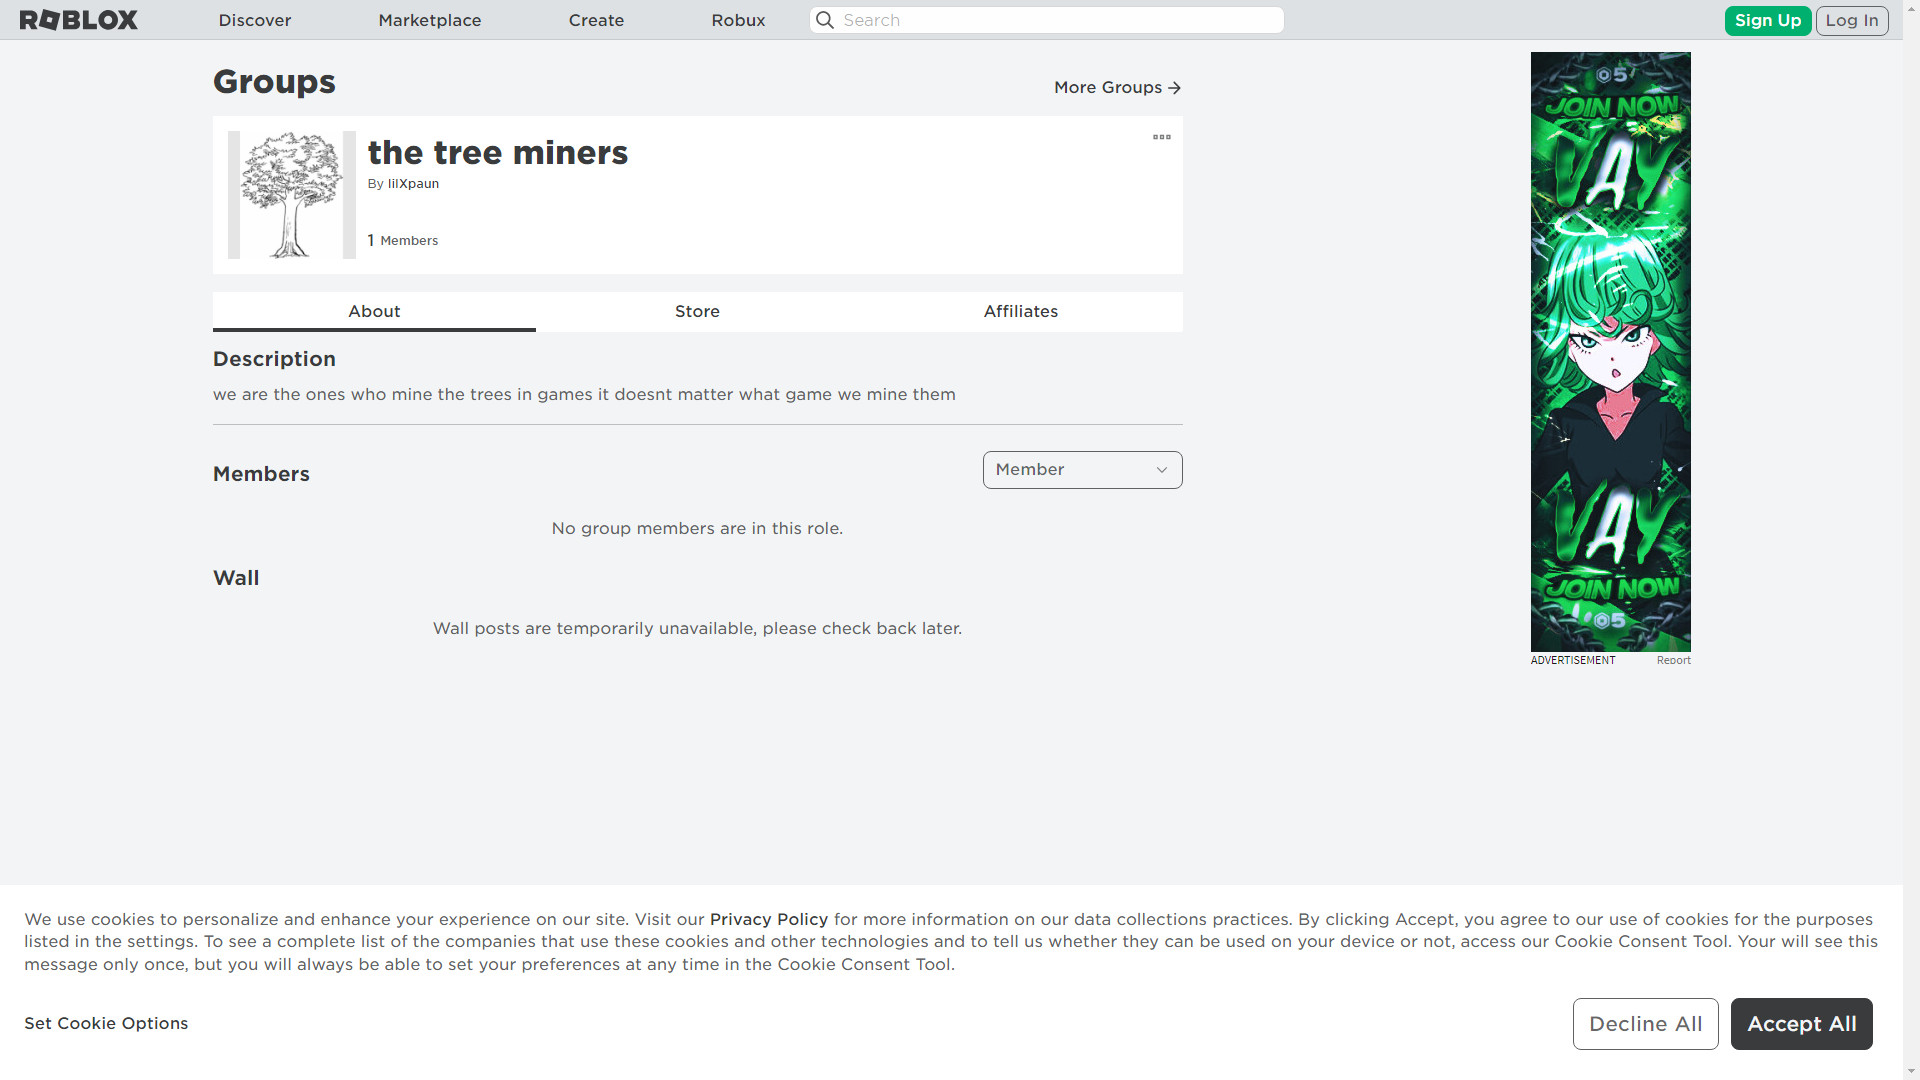 ROBLOX Discover Marketplace Create Robux Search Sign Up Log In
Groups
More Groups
the tree miners
By lilXpaun
1 Members
About Store Affiliates
Description
we are the ones who mine the trees in games it doesnt matter what game we mine them
Members
Member
No group members are in this role.
Wall
Wall posts are temporarily unavailable, please check back later.
5
JOIN NOW
VAY
VAY
JOIN NOW
5
ADVERTISEMENT Report
We use cookies to personalize and enhance your experience on our site. Visit our Privacy Policy for more information on our data collections practices. By clicking Accept, you agree to our use of cookies for the purposes
listed in the settings. To see a complete list of the companies that use these cookies and other technologies and to tell us whether they can be used on your device or not, access our Cookie Consent Tool. Your will see this
message only once, but you will always be able to set your preferences at any time in the Cookie Consent Tool.
Set Cookie Options
Decline All
Accept All